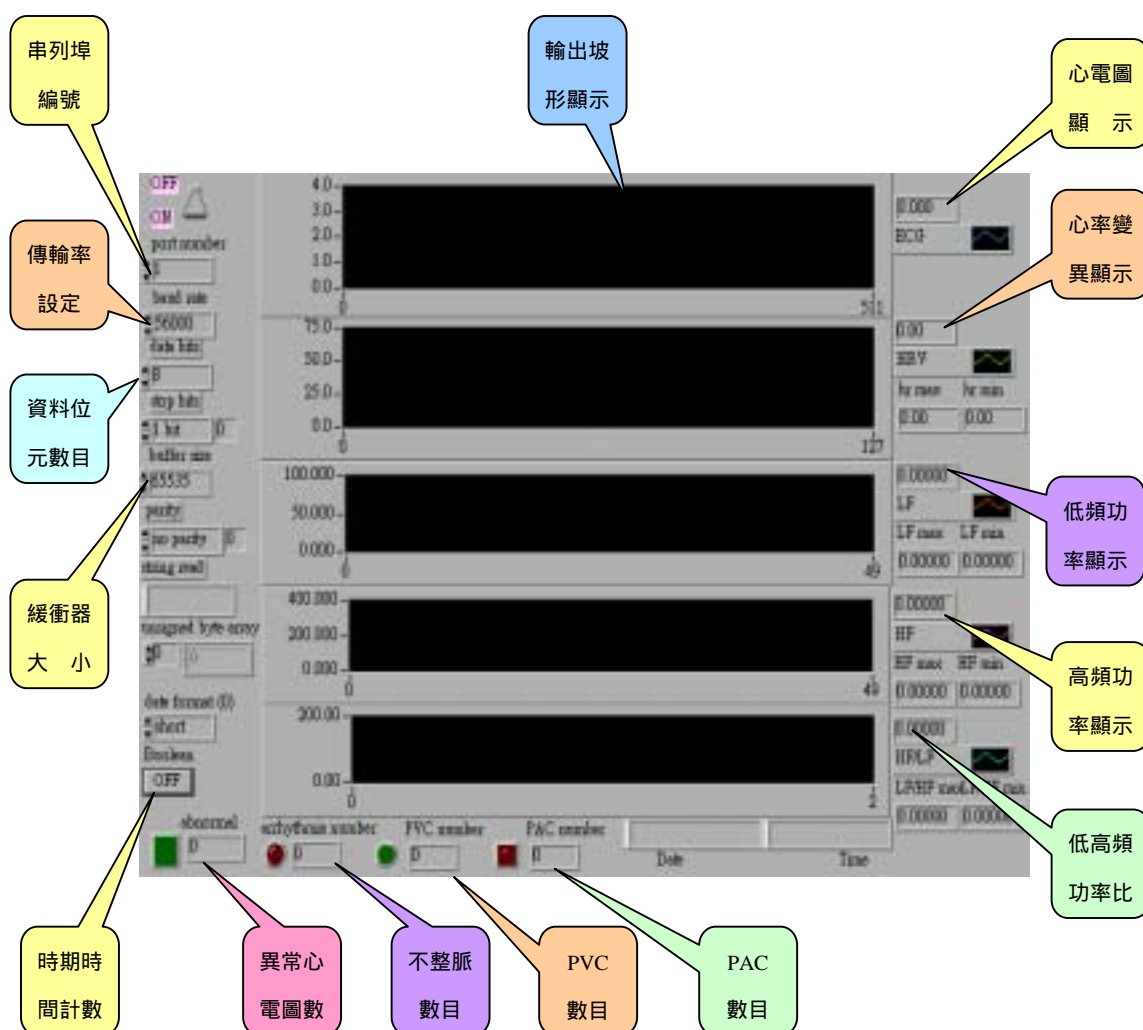 串列埠
編號
輸出坡
形顯示
心電圖
顯 示
傳輸率
設定
心率變
異顯示
資料位
元數目
低頻功
率顯示
緩衝器
大 小
高頻功
率顯示
低高頻
功率比
時期時
間計數
異常心
電圖數
不整脈
數目
PVC
數目
PAC
數目
OFF
ON
port number
baud rate
56000
data bits
8
stop bits
1 bit 0
buffer size
65535
parity
no parity 0
string read
unsigned byte array
0 0
date format (0)
short
Boolean
OFF
4.0
3.0
2.0
1.0
0.0
0 511
75.0
50.0
25.0
0.0
0 127
100.000
50.000
0.000
0 49
400.000
200.000
0.000
0 49
200.00
0.00
0 2
0.000
ECG
0.00
HRV
hr max hr min
0.00 0.00
0.00000
LF
LF max LF min
0.00000 0.00000
0.00000
HF
HF max HF min
0.00000 0.00000
0.00000
HF/LF
0.00000 0.00000
abnormal
0
arrhythmia number
0
PVC number
0
PAC number
0
Date Time